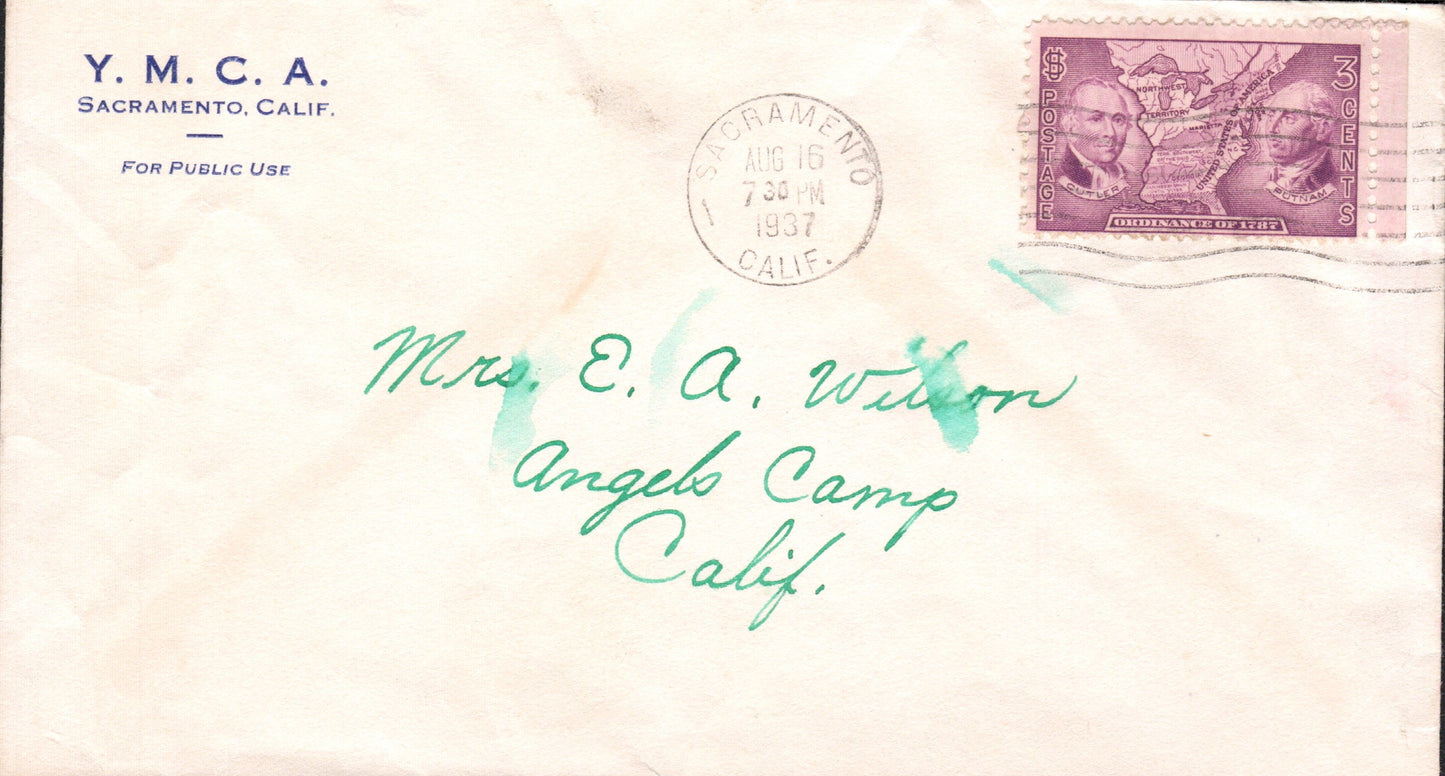 Y. M. C. A.
SACRAMENTO, CALIF.
FOR PUBLIC USE
SACRAMENTO
AUG 16
7 30 PM
1937
1
CALIF.
$ POSTAGE
3 CENTS
NORTHWEST
TERRITORY
MARIETTA
UNITED STATES OF AMERICA
CUTLER
PUTNAM
ORDINANCE OF 1787
Mrs. E. A. Wilson
Angels Camp
Calif.